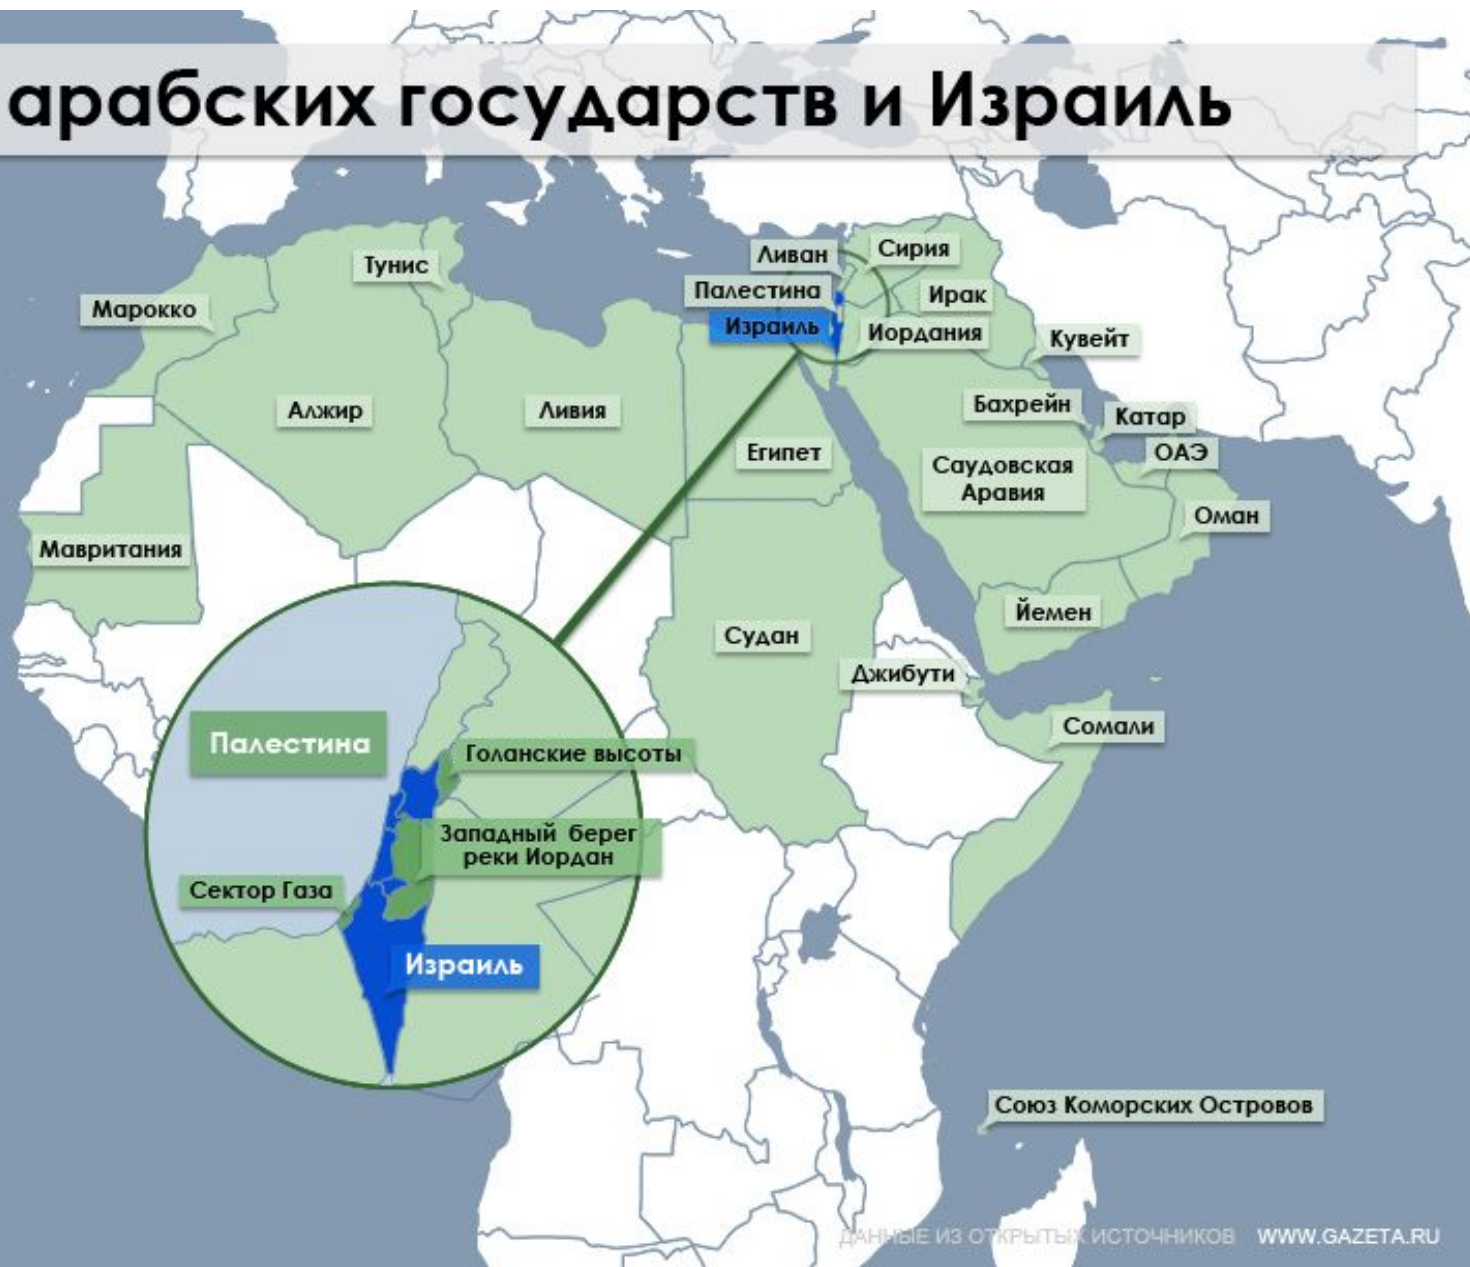 арабских государств и Израиль
Тунис
Ливан
Сирия
Палестина
Марокко
Ирак
Израиль
Иордания
Кувейт
Алжир
Ливия
Бахрейн
Катар
Египет
ОАЭ
Саудовская
Аравия
Оман
Мавритания
Йемен
Судан
Джибути
Сомали
Палестина
Голанские высоты
Западный берег
реки Иордан
Сектор Газа
Израиль
Союз Коморских Островов
ДАННЫЕ ИЗ ОТКРЫТЫХ ИСТОЧНИКОВ WWW.GAZETA.RU